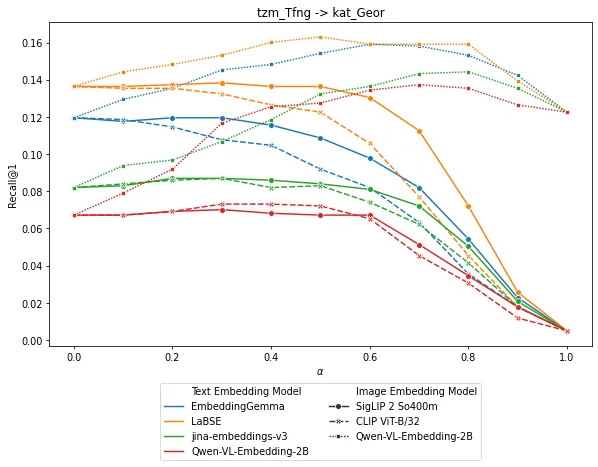 tzm_Tfng -> kat_Geor
Recall@1
0.16
0.14
0.12
0.10
0.08
0.06
0.04
0.02
0.00
0.0 0.2 0.4 0.6 0.8 1.0
α
Text Embedding Model
EmbeddingGemma
LaBSE
jina-embeddings-v3
Qwen-VL-Embedding-2B
Image Embedding Model
SigLIP 2 So400m
CLIP ViT-B/32
Qwen-VL-Embedding-2B